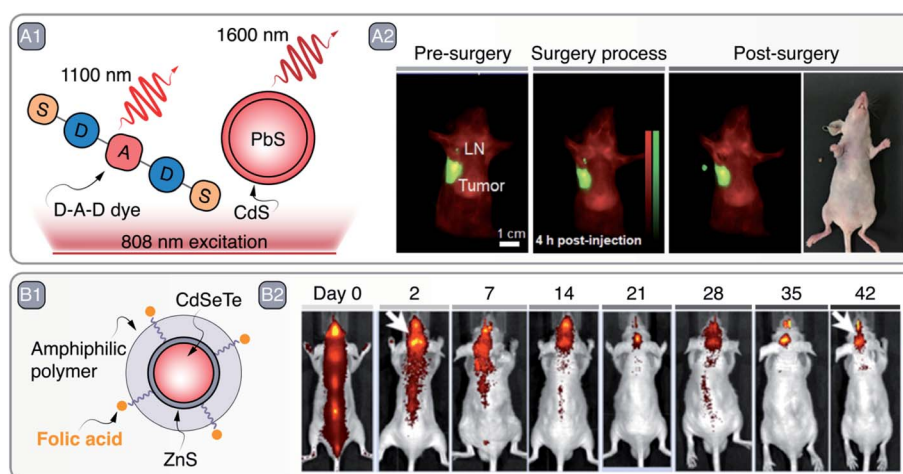 A1
1100 nm
1600 nm
S
D
A
D
S
PbS
D-A-D dye
CdS
808 nm excitation
A2
Pre-surgery
Surgery process
Post-surgery
LN
Tumor
1 cm
4 h post-injection
B1
CdSeTe
Amphiphilic
polymer
Folic acid
ZnS
B2
Day 0
2
7
14
21
28
35
42